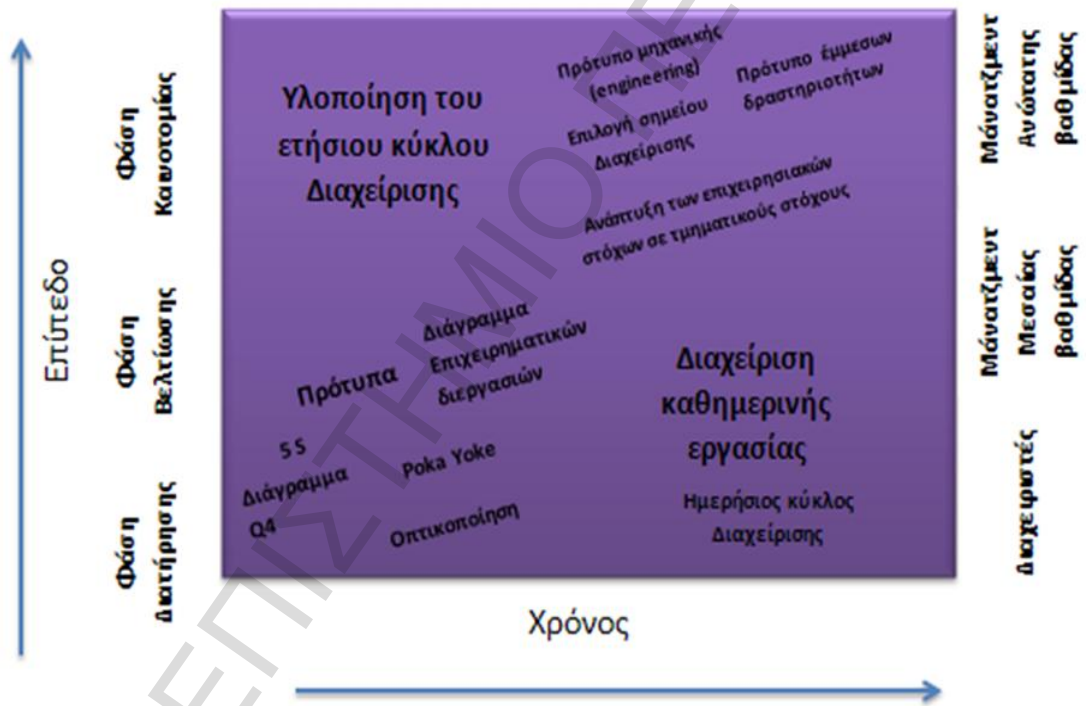 Επίπεδο
Φάση
Καινοτομίας
Φάση
Βελτίωσης
Φάση
Διατήρησης
Υλοποίηση του
ετήσιου κύκλου
Διαχείρισης
Πρότυπο μηχανικής
(engineering)
Πρότυπο έμμεσων
δραστηριοτήτων
Επιλογή σημείου
Διαχείρισης
Ανάπτυξη των επιχειρησιακών
στόχων σε τμηματικούς στόχους
Διάγραμμα
Επιχειρηματικών
διεργασιών
Πρότυπα
5 S
Διάγραμμα
Q4
Poka Yoke
Οπτικοποίηση
Διαχείριση
καθημερινής
εργασίας
Ημερήσιος κύκλος
Διαχείρισης
Μάνατζμεντ
Ανώτατης
βαθμίδας
Μάνατζμεντ
Μεσαίας
βαθμίδας
Διαχειριστές
Χρόνος